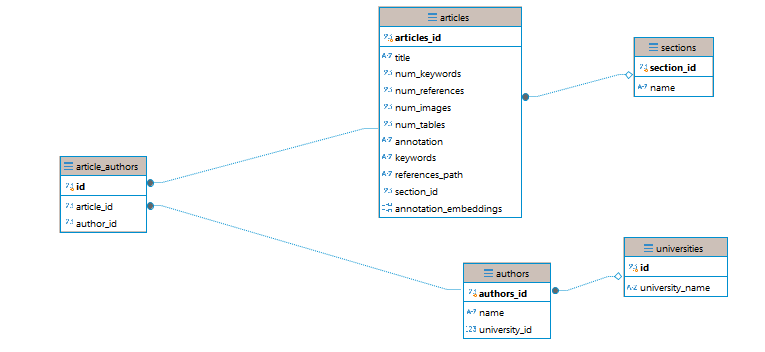 articles
articles_id
title
num_keywords
num_references
num_images
num_tables
annotation
keywords
references_path
section_id
annotation_embeddings
sections
section_id
name
article_authors
id
article_id
author_id
authors
authors_id
name
123 university_id
universities
id
university_name